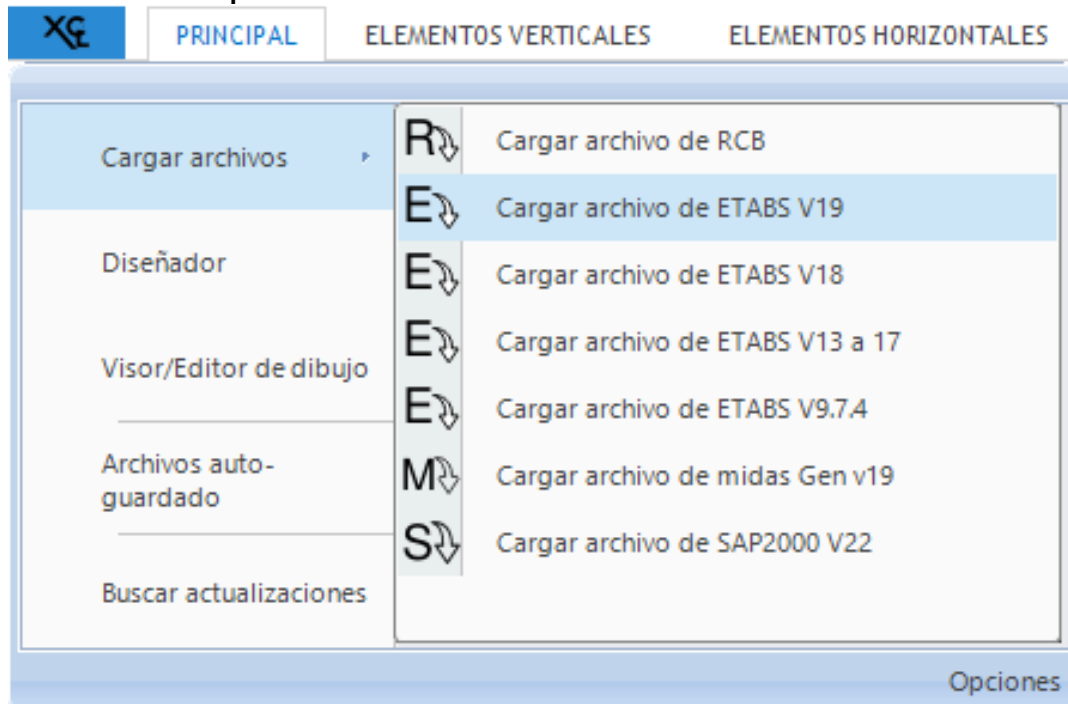 PRINCIPAL ELEMENTOS VERTICALES ELEMENTOS HORIZONTALES
Cargar archivos
Diseñador
Visor/Editor de dibujo
Archivos auto-
guardado
Buscar actualizaciones
R Cargar archivo de RCB
E Cargar archivo de ETABS V19
E Cargar archivo de ETABS V18
E Cargar archivo de ETABS V13 a 17
E Cargar archivo de ETABS V9.7.4
M Cargar archivo de midas Gen v19
S Cargar archivo de SAP2000 V22
Opciones